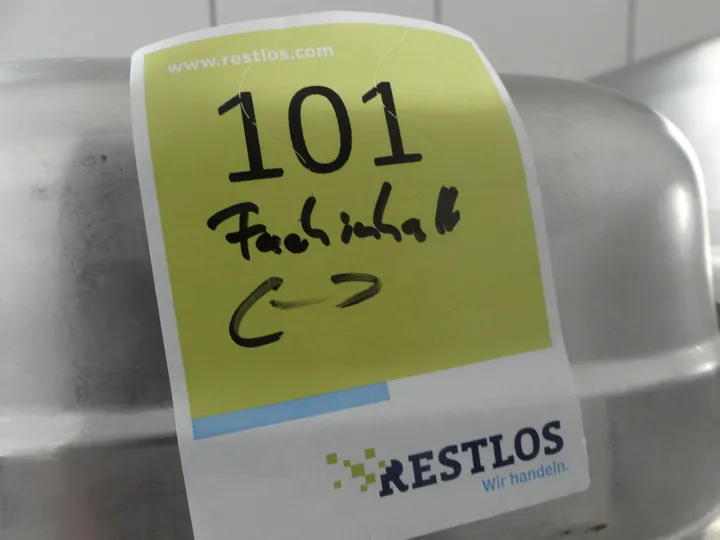 www.restlos.com
101
Fachinhalt
RESTLOS
Wir handeln.